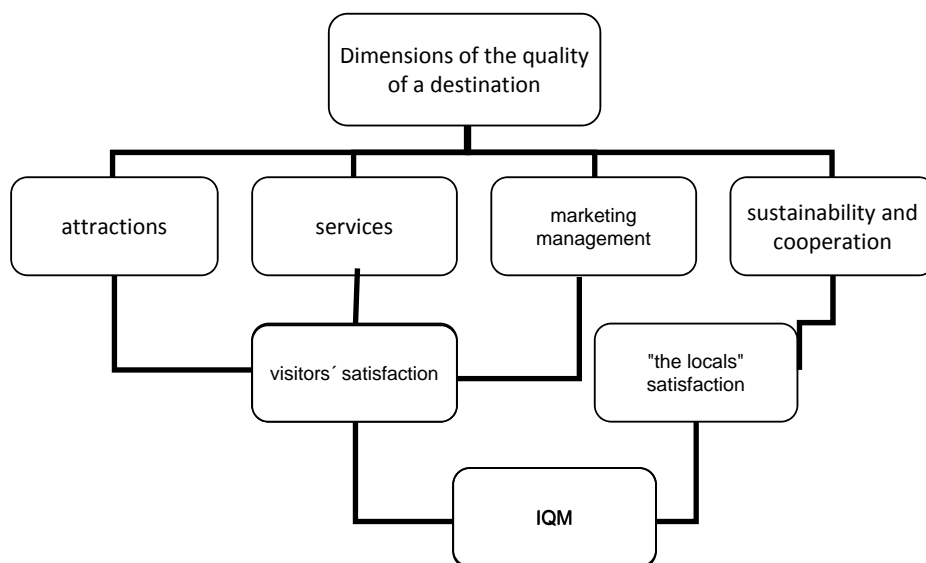 Dimensions of the quality
of a destination
attractions
services
marketing
management
sustainability and
cooperation
visitors´ satisfaction
"the locals"
satisfaction
IQM